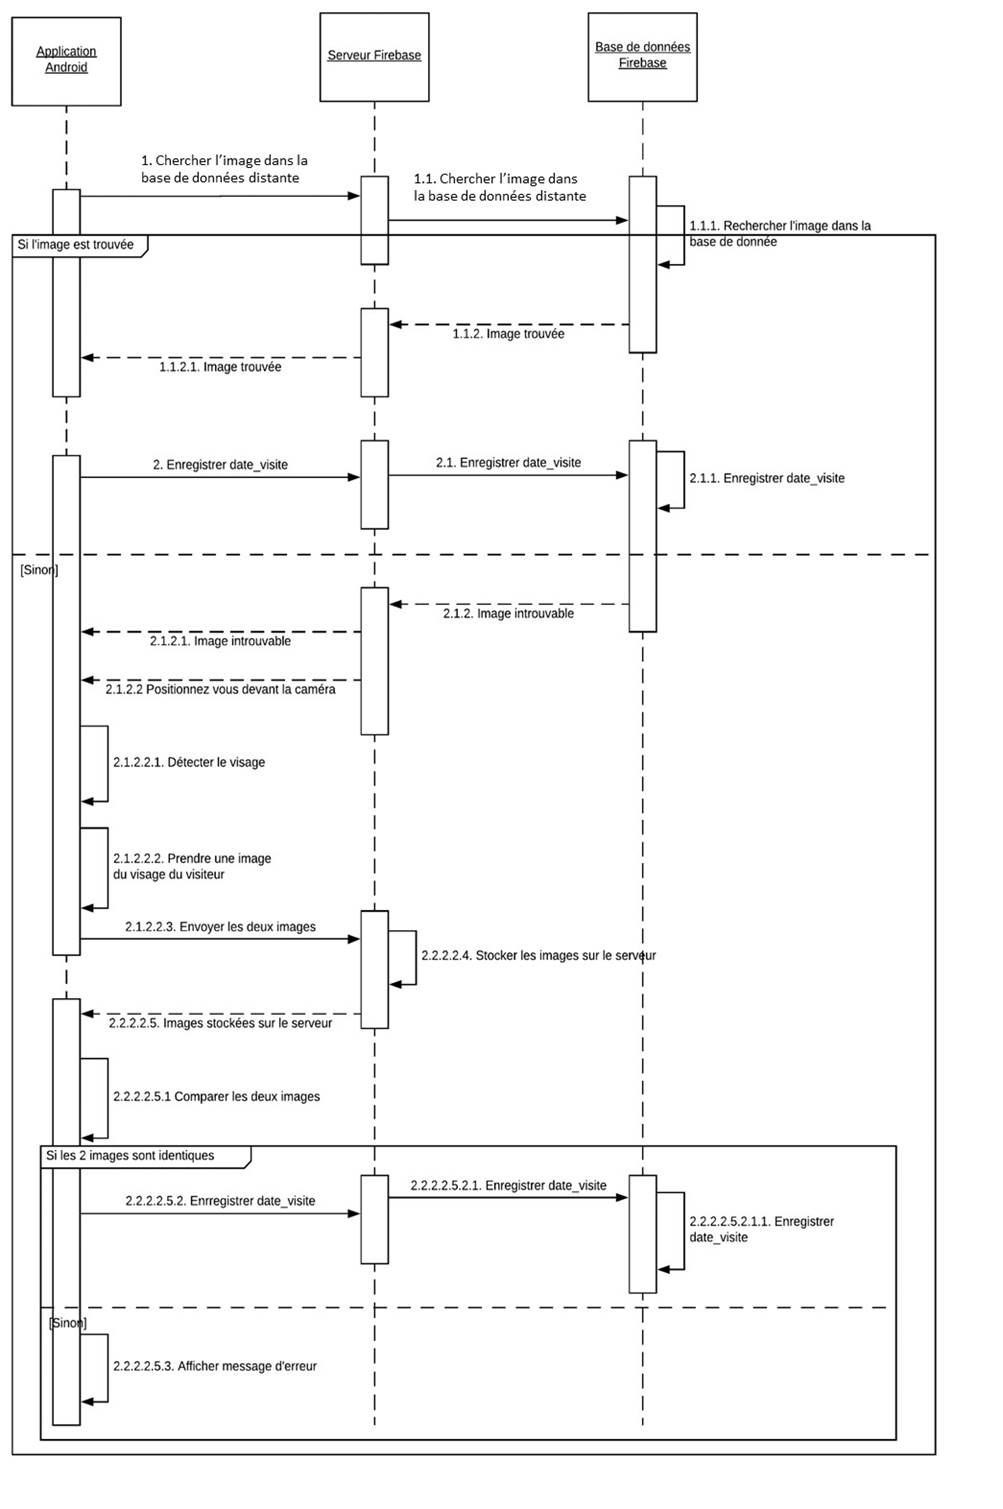 Application
Android
Serveur Firebase
Base de données
Firebase
1. Chercher l'image dans la
base de données distante
1.1. Chercher l'image dans
la base de données distante
1.1.1. Rechercher l'image dans la
base de donnée
Si l'image est trouvée
1.1.2. Image trouvée
1.1.2.1. Image trouvée
2. Enregistrer date_visite
2.1. Enregistrer date_visite
2.1.1. Enregistrer date_visite
[Sinon]
2.1.2. Image introuvable
2.1.2.1. Image introuvable
2.1.2.2 Positionnez vous devant la caméra
2.1.2.2.1. Détecter le visage
2.1.2.2.2. Prendre une image
du visage du visiteur
2.1.2.2.3. Envoyer les deux images
2.2.2.2.4. Stocker les images sur le serveur
2.2.2.2.5. Images stockées sur le serveur
2.2.2.2.5.1 Comparer les deux images
Si les 2 images sont identiques
2.2.2.2.5.2. Enrregistrer date_visite
2.2.2.2.5.2.1. Enregistrer date_visite
2.2.2.2.5.2.1.1. Enregistrer
date_visite
[Sinon]
2.2.2.2.5.3. Afficher message d'erreur